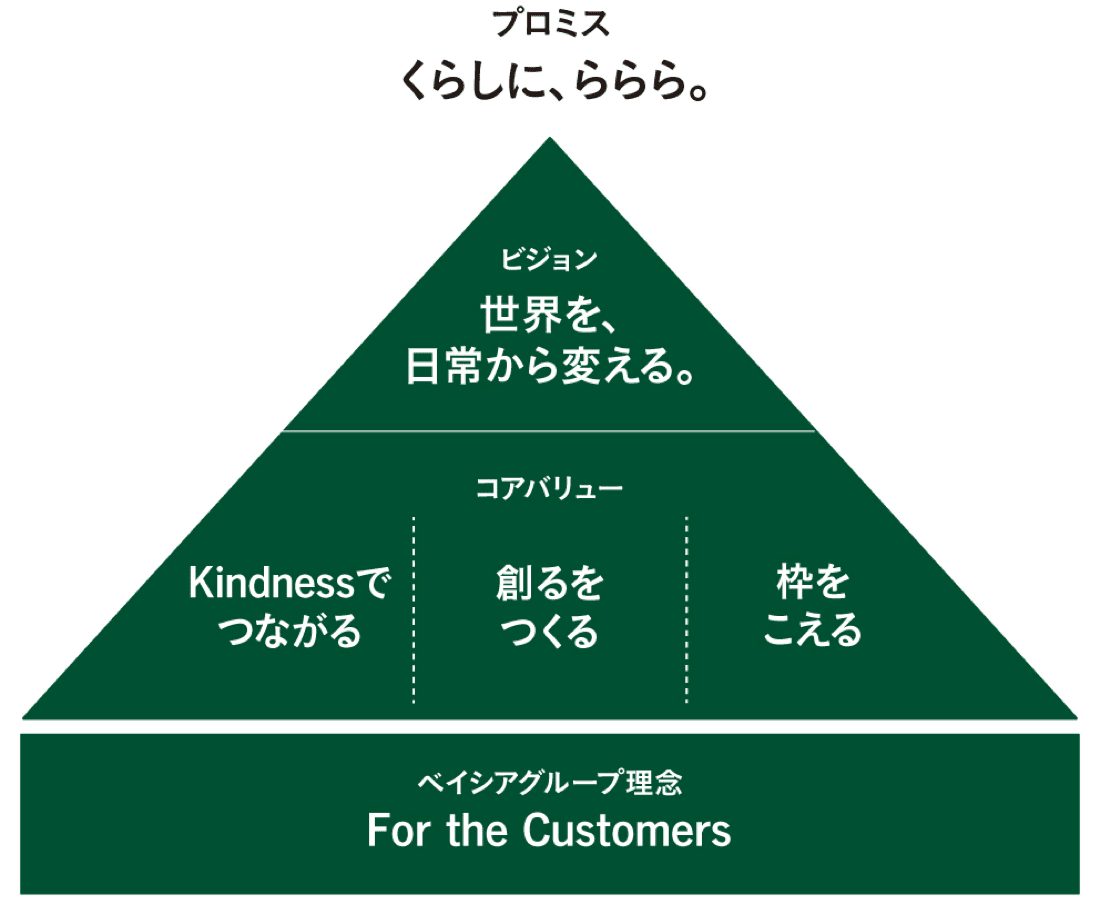 プロミス
くらしに、ららら。
ビジョン
世界を、
日常から変える。
コアバリュー
Kindnessで
つながる
創るを
つくる
枠を
こえる
ベイシアグループ理念
For the Customers